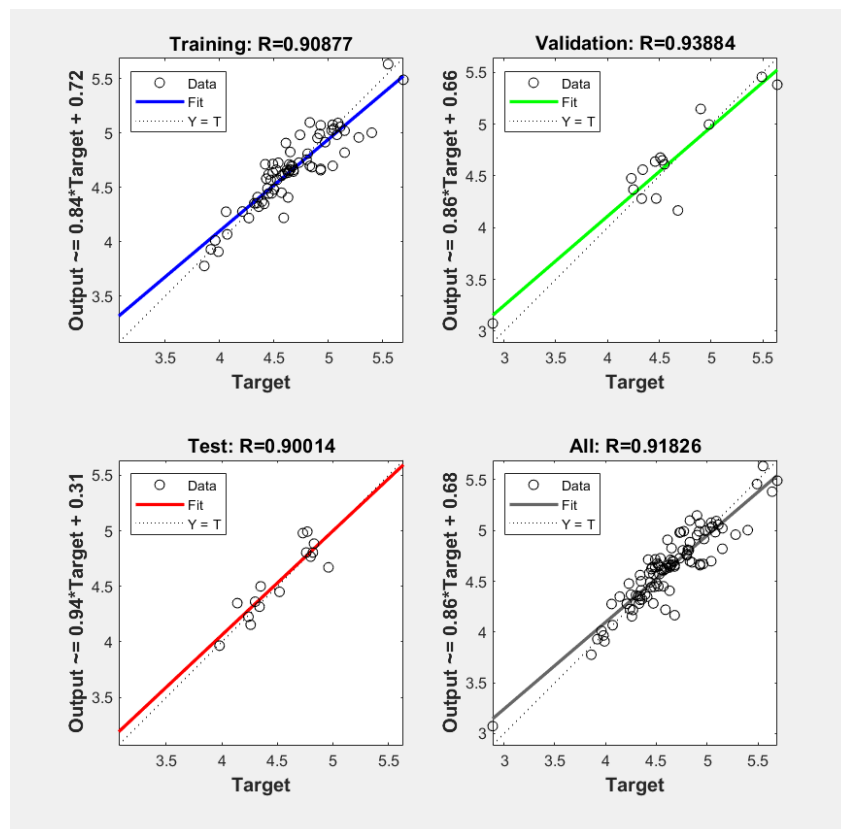 Training: R=0.90877
Output ~= 0.84*Target + 0.72
5.5
5
4.5
4
3.5
Data
Fit
Y = T
3.5
4
4.5
5
5.5
Target
Validation: R=0.93884
Output ~= 0.86*Target + 0.66
5.5
5
4.5
4
3.5
3
Data
Fit
Y = T
3
3.5
4
4.5
5
5.5
Target
Test: R=0.90014
Output ~= 0.94*Target + 0.31
5.5
5
4.5
4
3.5
Data
Fit
Y = T
3.5
4
4.5
5
5.5
Target
All: R=0.91826
Output ~= 0.86*Target + 0.68
5.5
5
4.5
4
3.5
3
Data
Fit
Y = T
3
3.5
4
4.5
5
5.5
Target